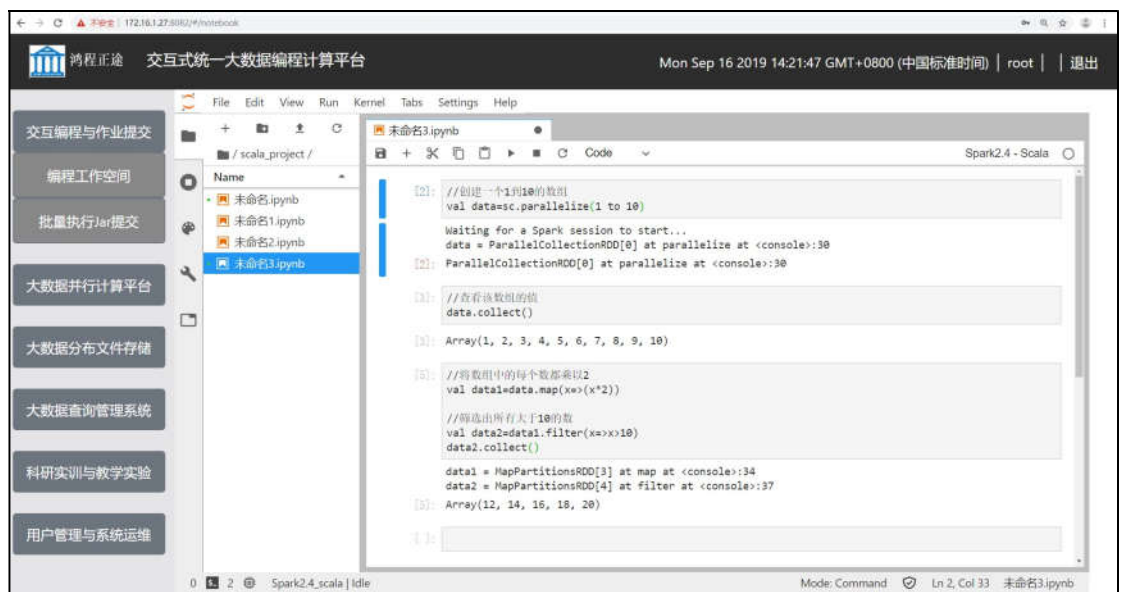 不安全 | 172.16.1.27:8082/#/notebook
鸿程正途 交互式统一大数据编程计算平台
Mon Sep 16 2019 14:21:47 GMT+0800 (中国标准时间) | root | | 退出
交互编程与作业提交
编程工作空间
批量执行Jar提交
大数据并行计算平台
大数据分布文件存储
大数据查询管理系统
科研实训与教学实验
用户管理与系统运维
File Edit View Run Kernel Tabs Settings Help
/ scala_project /
Name
未命名.ipynb
未命名1.ipynb
未命名2.ipynb
未命名3.ipynb
未命名3.ipynb
Code
Spark2.4 - Scala
[2]: //创建一个1到10的数组
val data=sc.parallelize(1 to 10)
Waiting for a Spark session to start...
data = ParallelCollectionRDD[0] at parallelize at <console>:30
[2]: ParallelCollectionRDD[0] at parallelize at <console>:30
[3]: //查看该数组的值
data.collect()
[3]: Array(1, 2, 3, 4, 5, 6, 7, 8, 9, 10)
[5]: //将数组中的每个数都乘以2
val data1=data.map(x=>(x*2))
//筛选出所有大于10的数
val data2=data1.filter(x=>x>10)
data2.collect()
data1 = MapPartitionsRDD[3] at map at <console>:34
data2 = MapPartitionsRDD[4] at filter at <console>:37
[5]: Array(12, 14, 16, 18, 20)
[ ]:
0 2 Spark2.4_scala | Idle
Mode: Command Ln 2, Col 33 未命名3.ipynb